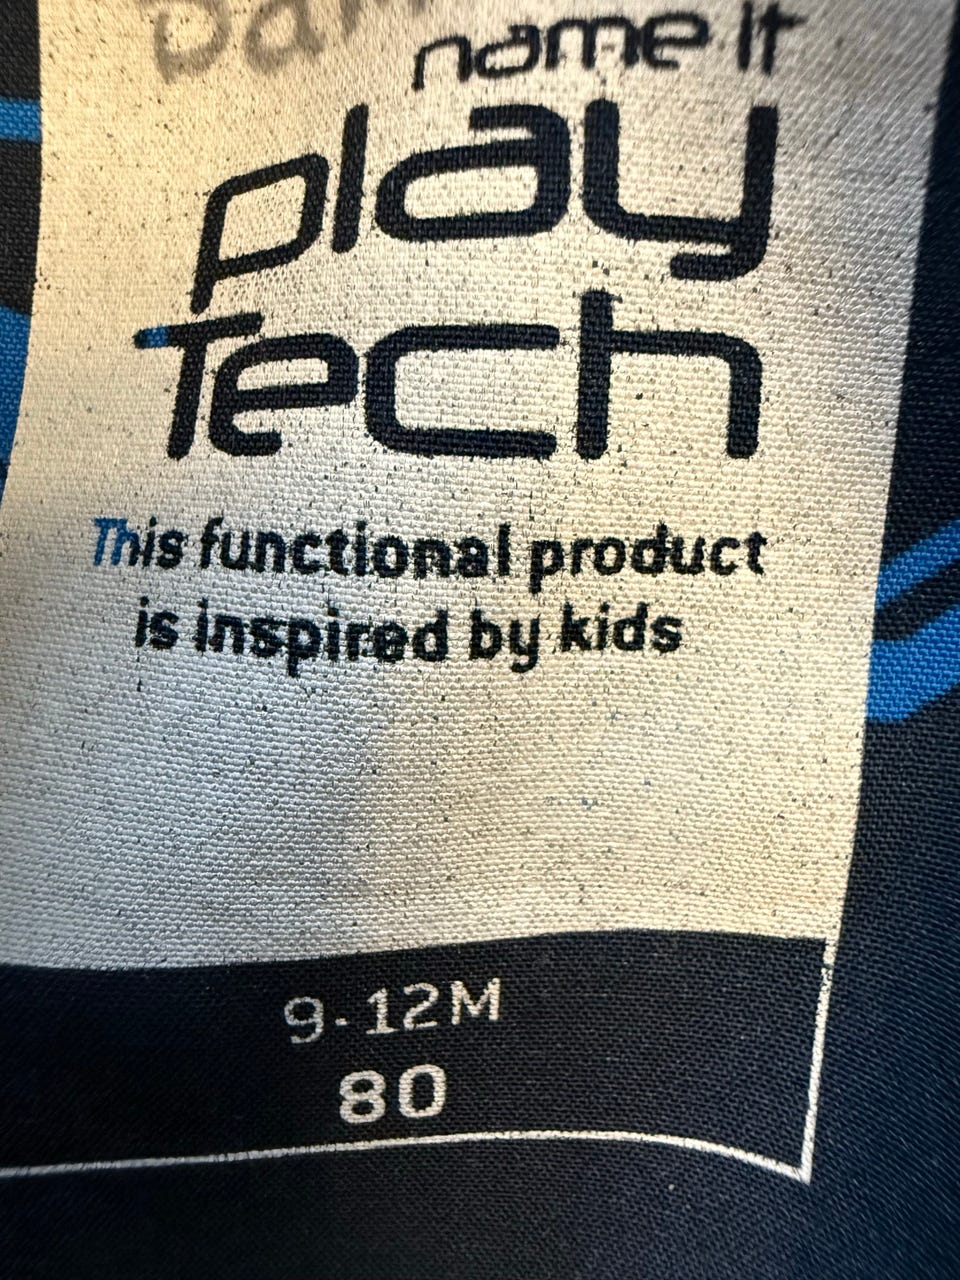 name it
play
Tech
This functional product
is inspired by kids
9-12M
80